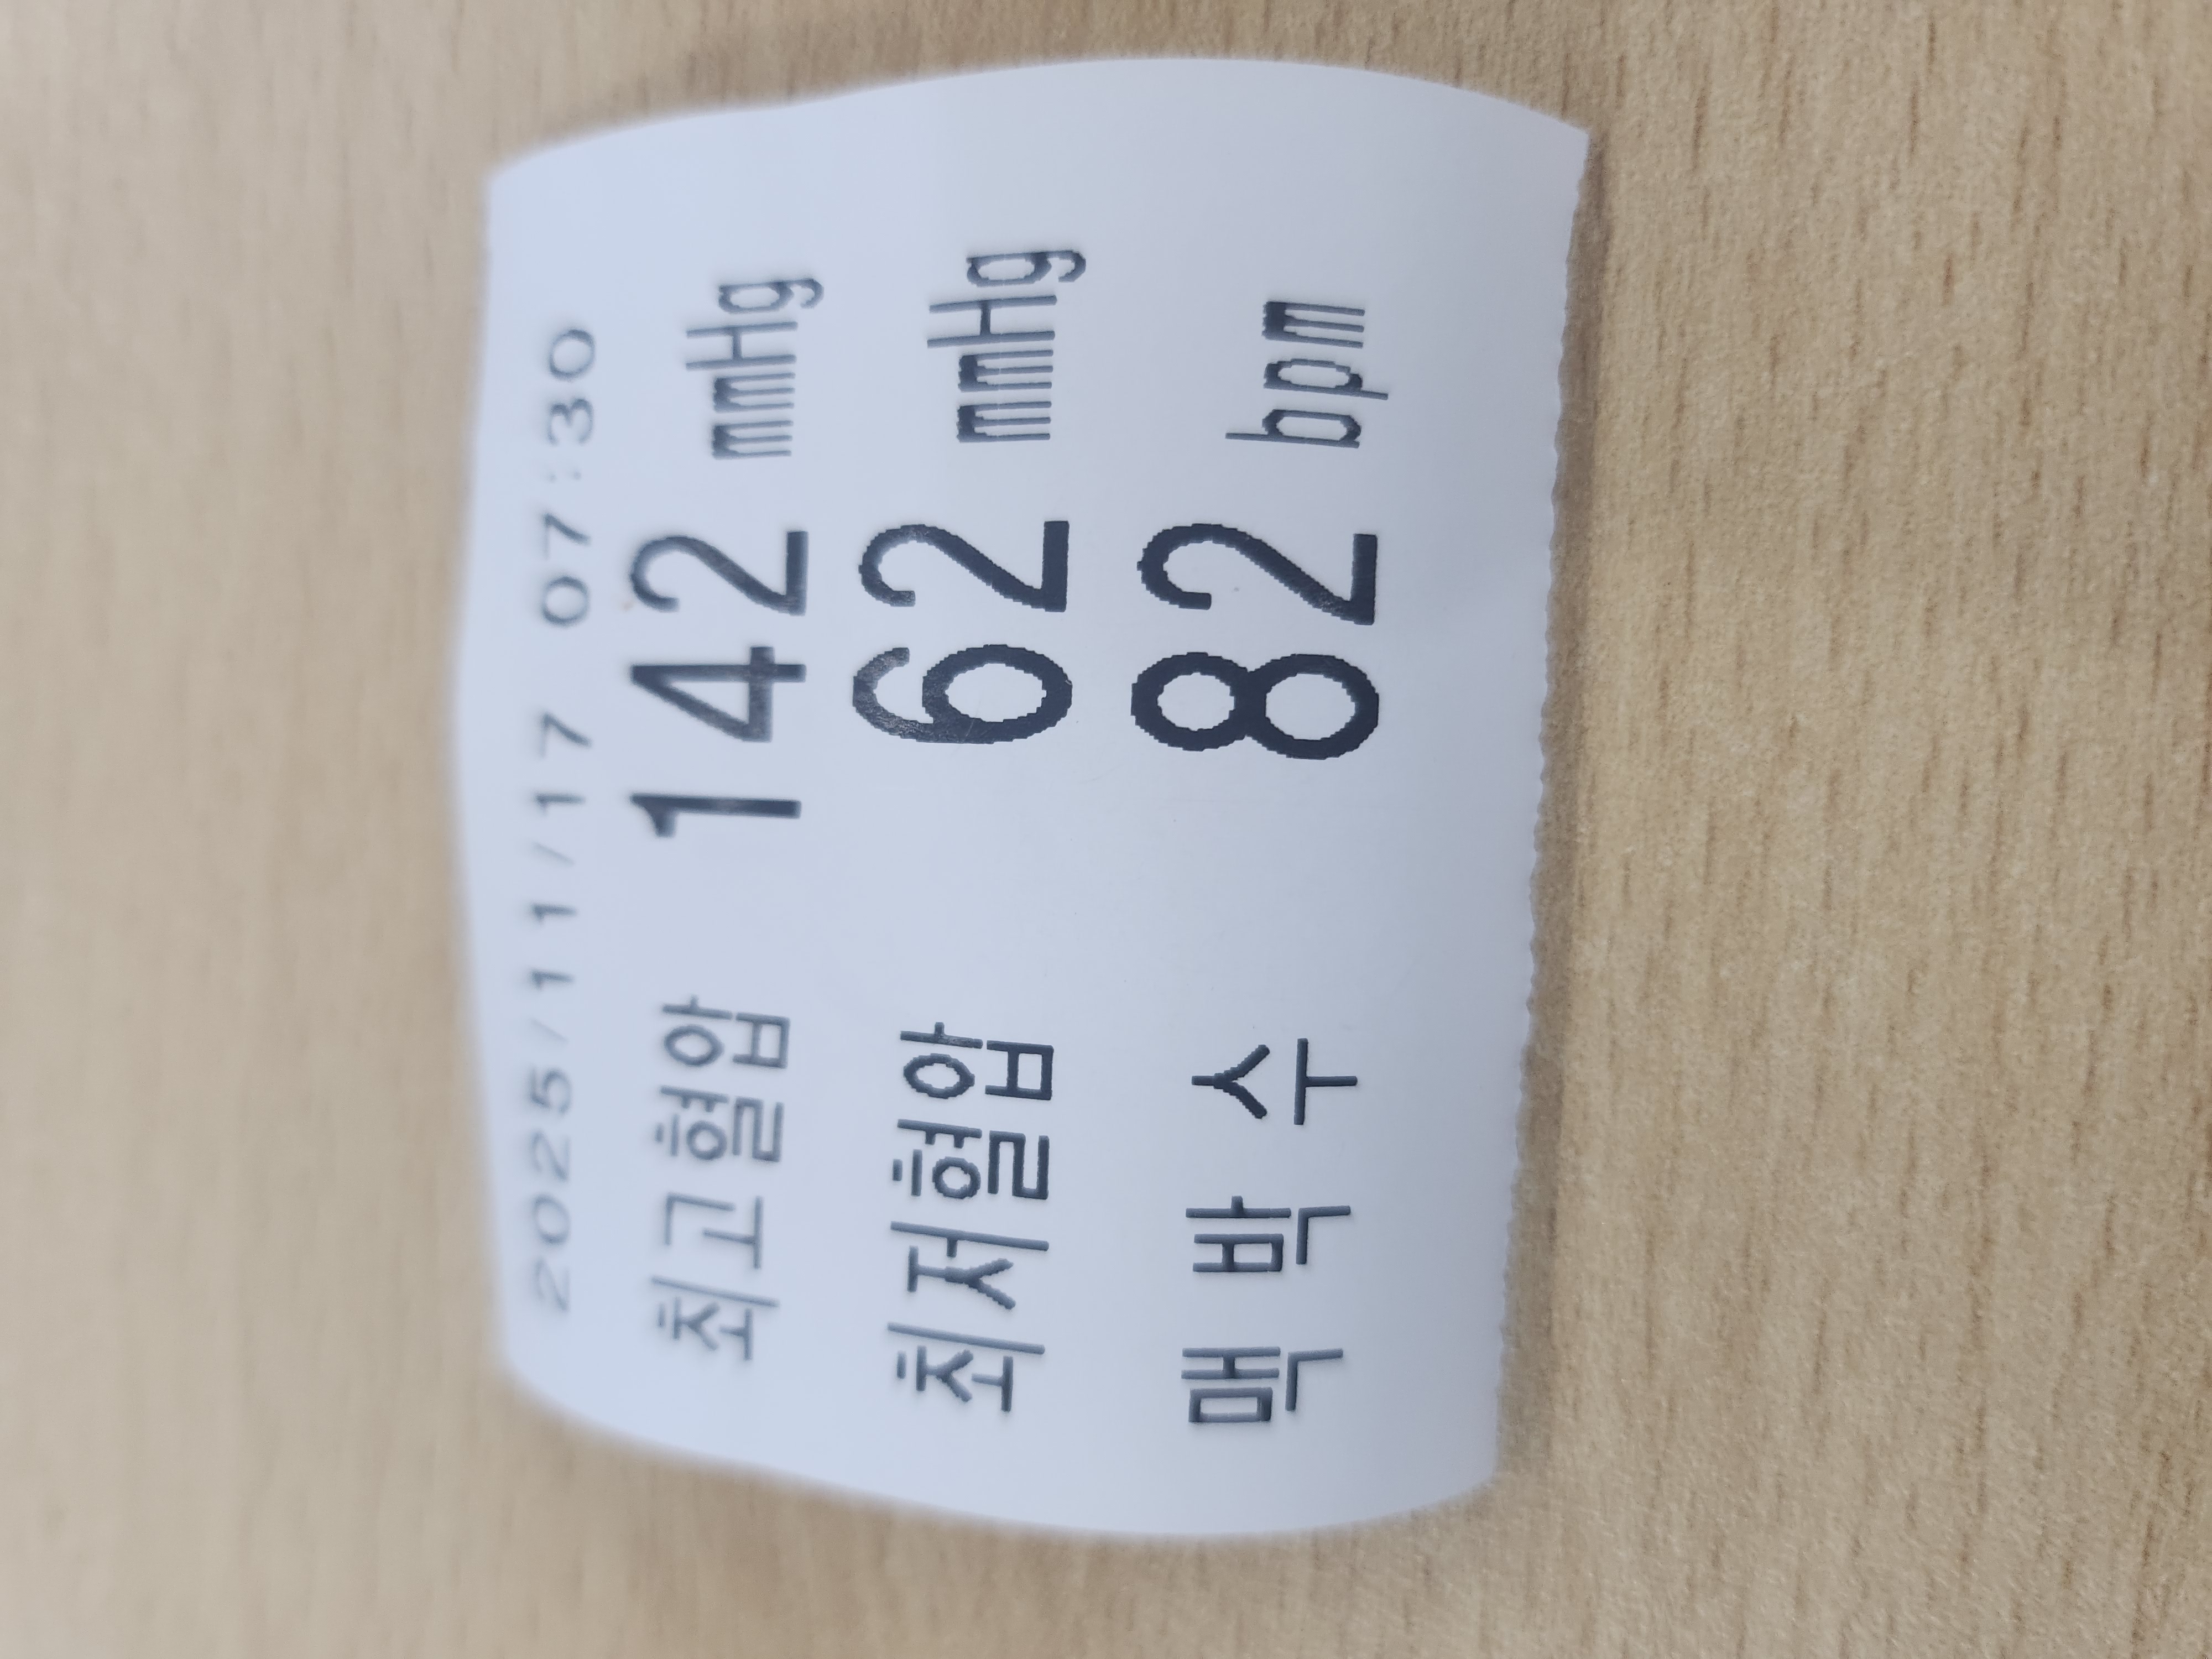 2025/11/17 07:30
최고혈압 142 mmHg
최저혈압 62 mmHg
맥 박 수 82 bpm